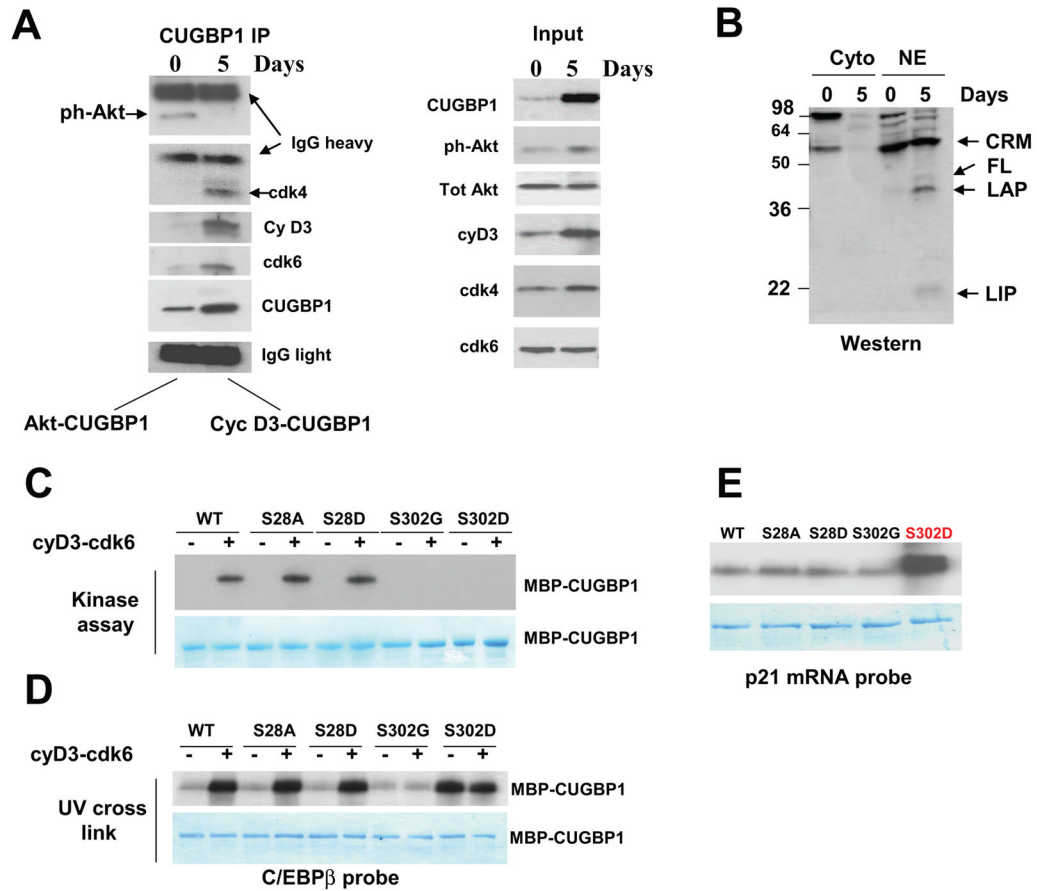 A
CUGBP1 IP
0 5 Days
ph-Akt
IgG heavy
cdk4
Cy D3
cdk6
CUGBP1
IgG light
Akt-CUGBP1
Cyc D3-CUGBP1
Input
0 5 Days
CUGBP1
ph-Akt
Tot Akt
cyD3
cdk4
cdk6
B
Cyto NE
0 5 0 5 Days
98
64
50
36
22
CRM
FL
LAP
LIP
Western
C
WT S28A S28D S302G S302D
cyD3-cdk6 - + - + - + - + - +
Kinase
assay
MBP-CUGBP1
MBP-CUGBP1
D
WT S28A S28D S302G S302D
cyD3-cdk6 - + - + - + - + - +
UV cross
link
MBP-CUGBP1
MBP-CUGBP1
C/EBPβ probe
E
WT S28A S28D S302G S302D
p21 mRNA probe